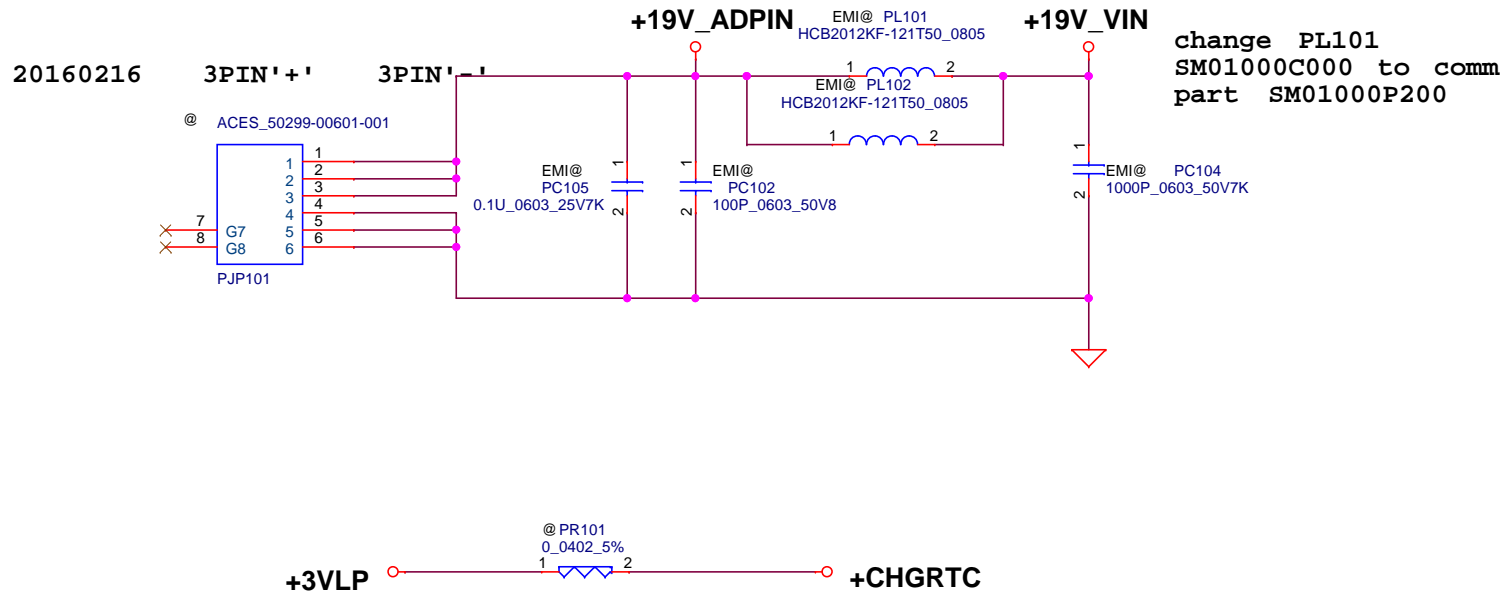 +19V_ADPIN
EMI@ PL101
HCB2012KF-121T50_0805
+19V_VIN
change PL101
SM01000C000 to comm
part SM01000P200
20160216 3PIN'+' 3PIN'-'
1 2
EMI@ PL102
HCB2012KF-121T50_0805
1 2
@ ACES_50299-00601-001
1 1
2 2
3 3
4 4
5 5
6 6
7 G7
8 G8
PJP101
EMI@
PC105
0.1U_0603_25V7K
1
2
EMI@
PC102
100P_0603_50V8
1
2
EMI@ PC104
1000P_0603_50V7K
1
2
@ PR101
0_0402_5%
1 2
+3VLP
+CHGRTC